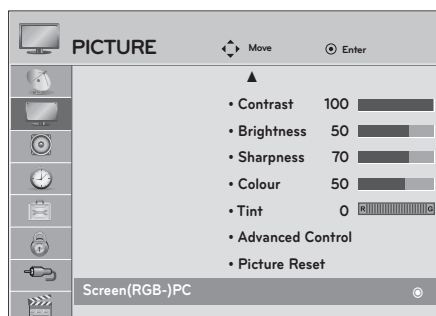 PICTURE Move Enter
• Contrast 100
• Brightness 50
• Sharpness 70
• Colour 50
• Tint 0 R G
• Advanced Control
• Picture Reset
Screen(RGB-)PC